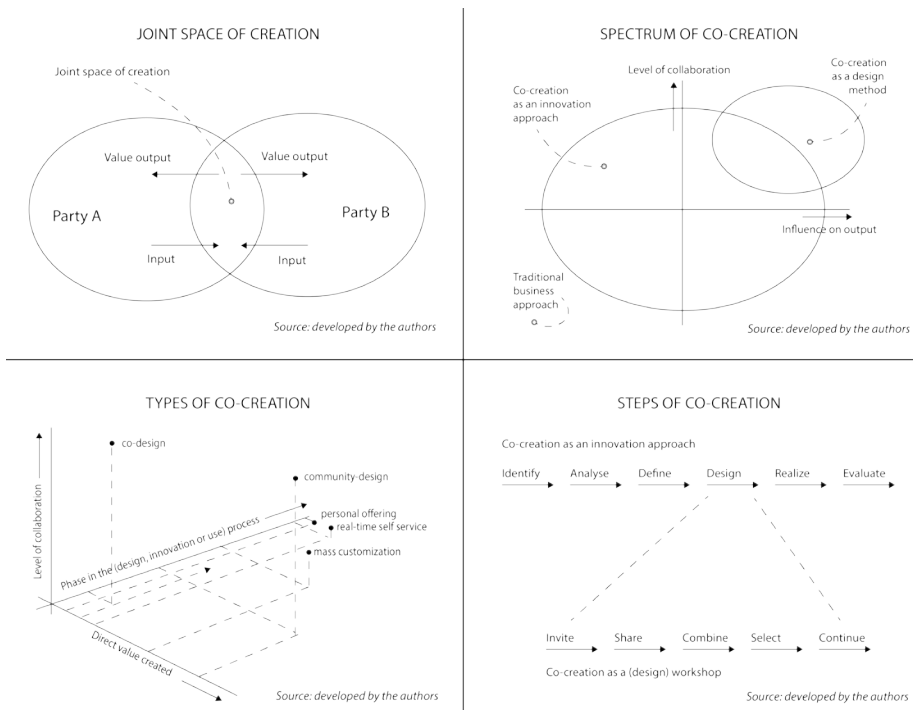 JOINT SPACE OF CREATION
Joint space of creation
Value output
Value output
Party A
Party B
Input
Input
Source: developed by the authors
SPECTRUM OF CO-CREATION
Level of collaboration
Co-creation
as a design
method
Co-creation
as an innovation
approach
Influence on output
Traditional
business
approach
Source: developed by the authors
TYPES OF CO-CREATION
co-design
community-design
personal offering
real-time self service
mass customization
Level of collaboration
Phase in the (design, innovation or use) process
Direct value created
Source: developed by the authors
STEPS OF CO-CREATION
Co-creation as an innovation approach
Identify Analyse Define Design Realize Evaluate
Invite Share Combine Select Continue
Co-creation as a (design) workshop
Source: developed by the authors